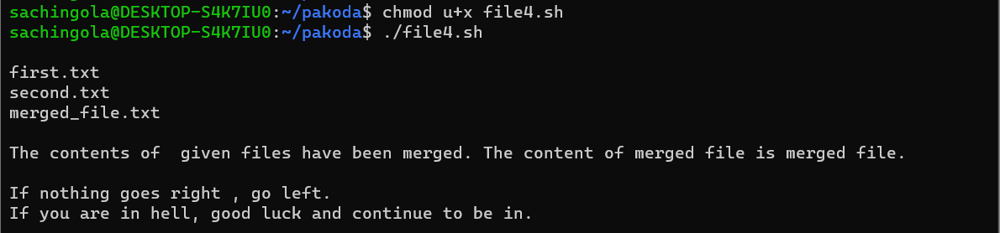 sachingola@DESKTOP-S4K7IU0:~/pakoda$ chmod u+x file4.sh
sachingola@DESKTOP-S4K7IU0:~/pakoda$ ./file4.sh
first.txt
second.txt
merged_file.txt
The contents of  given files have been merged. The content of merged file is merged file.
If nothing goes right , go left.
If you are in hell, good luck and continue to be in.